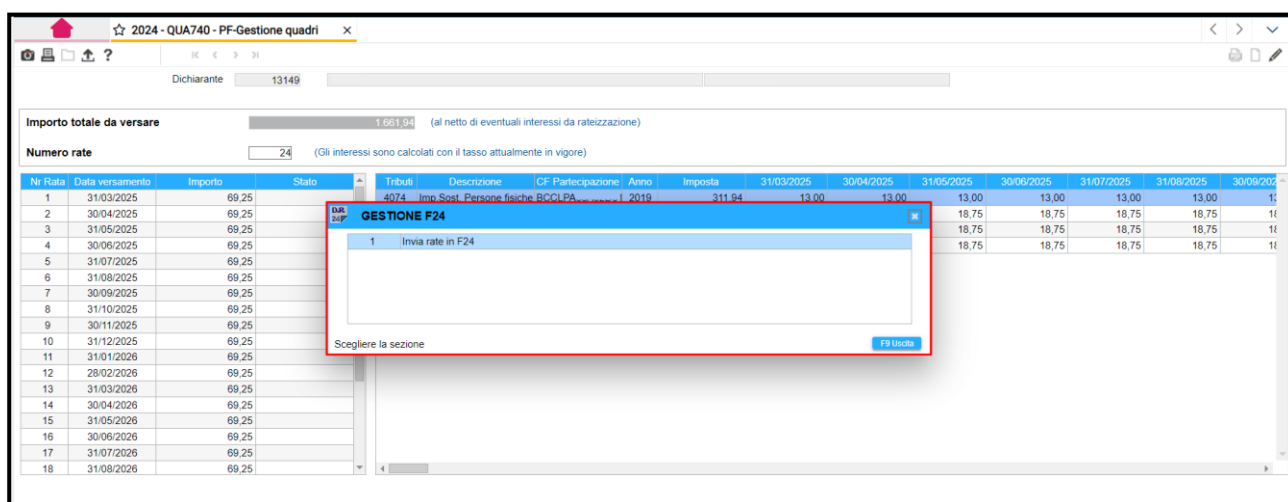 2024 - QUA740 - PF-Gestione quadri
?
Dichiarante 13149
Importo totale da versare 1.661,94 (al netto di eventuali interessi da rateizzazione)
Numero rate 24 (Gli interessi sono calcolati con il tasso attualmente in vigore)
Nr Rata Data versamento Importo Stato Tributi Descrizione CF Partecipazione Anno Imposta 31/03/2025 30/04/2025 31/05/2025 30/06/2025 31/07/2025 31/08/2025 30/09/202
1 31/03/2025 69,25 4074 Imp.Sost. Persone fisiche 2019 311,94 13,00 13,00 13,00 13,00 13,00 13,00
2 30/04/2025 69,25 18,75 18,75 18,75 18,75
3 31/05/2025 69,25 18,75 18,75 18,75 18,75
4 30/06/2025 69,25 18,75 18,75 18,75 18,75
5 31/07/2025 69,25
6 31/08/2025 69,25
7 30/09/2025 69,25
8 31/10/2025 69,25
9 30/11/2025 69,25
10 31/12/2025 69,25
11 31/01/2026 69,25
12 28/02/2026 69,25
13 31/03/2026 69,25
14 30/04/2026 69,25
15 31/05/2026 69,25
16 30/06/2026 69,25
17 31/07/2026 69,25
18 31/08/2026 69,25
GESTIONE F24
1 Invia rate in F24
Scegliere la sezione
F9 Uscita